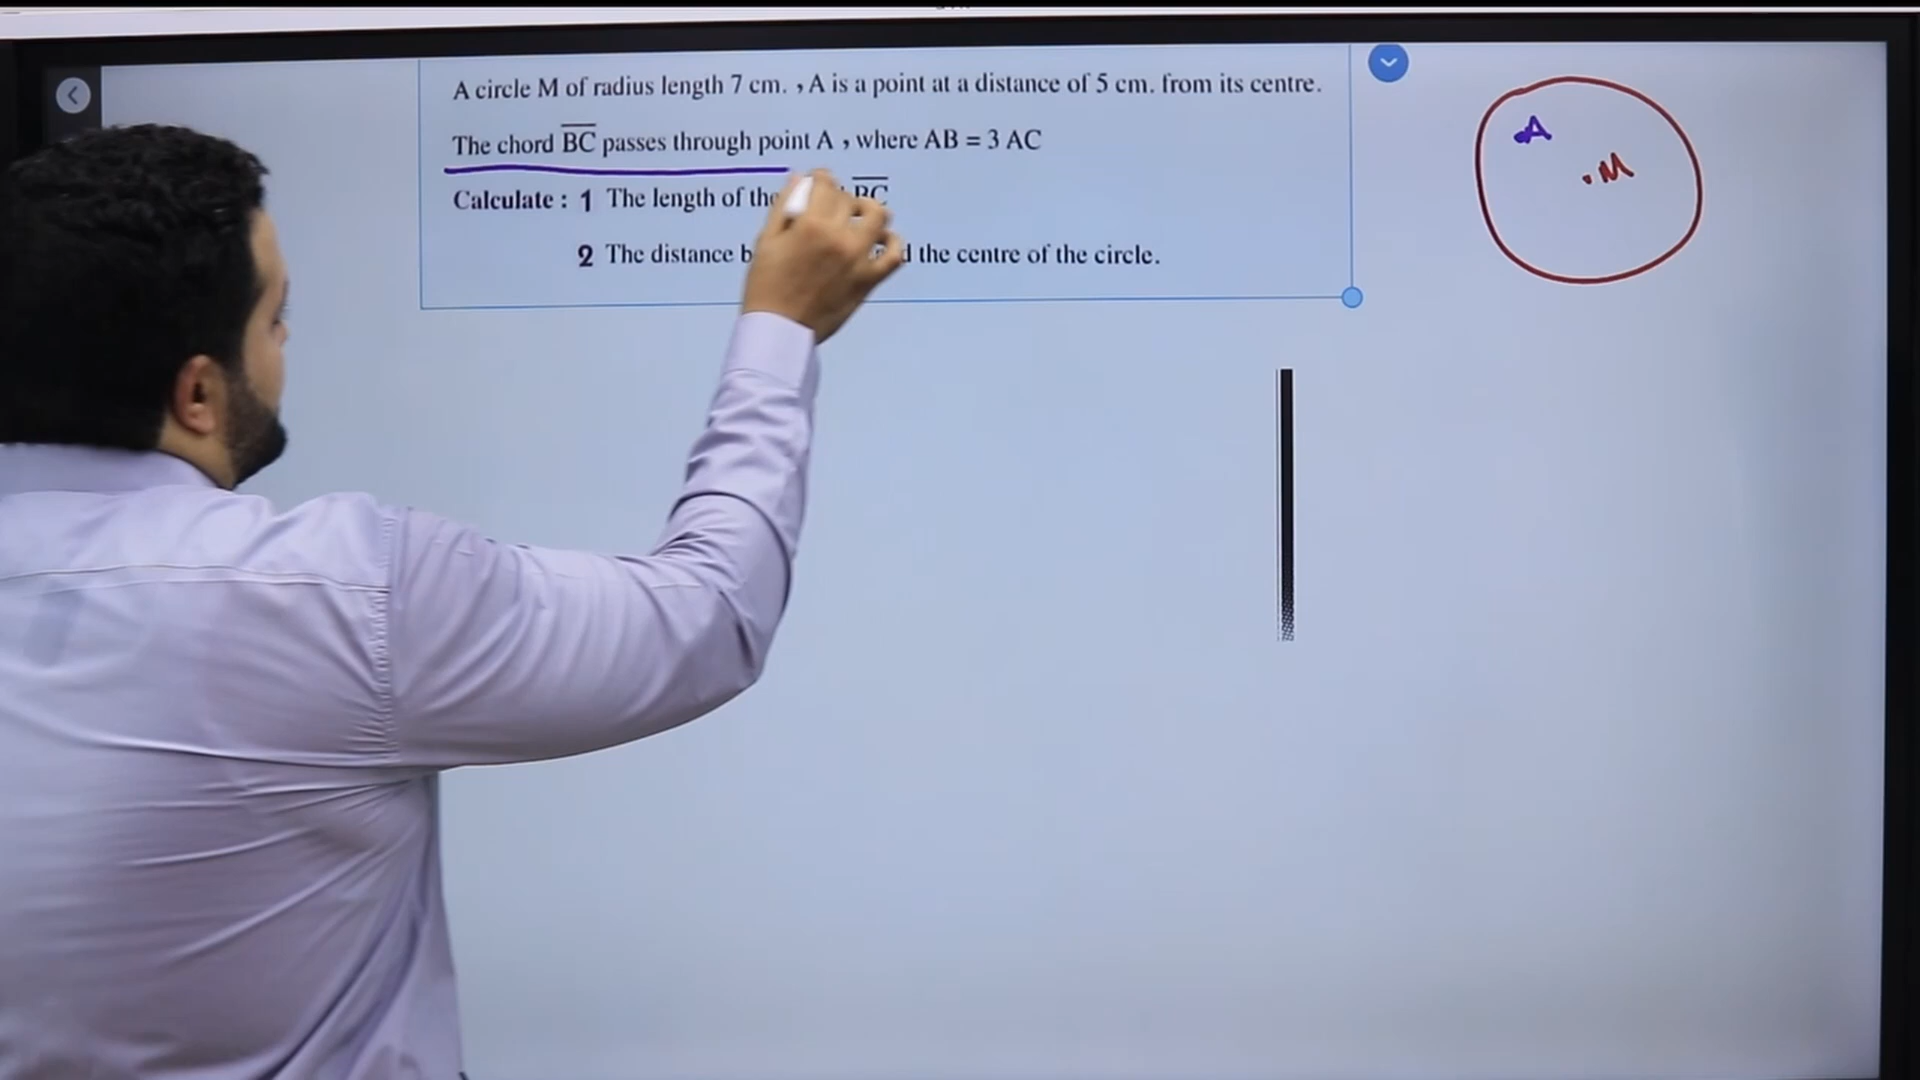 A circle M of radius length 7 cm. , A is a point at a distance of 5 cm. from its centre.
The chord BC passes through point A , where AB = 3 AC
Calculate : 1 The length of the BC
2 The distance the centre of the circle.
A
M